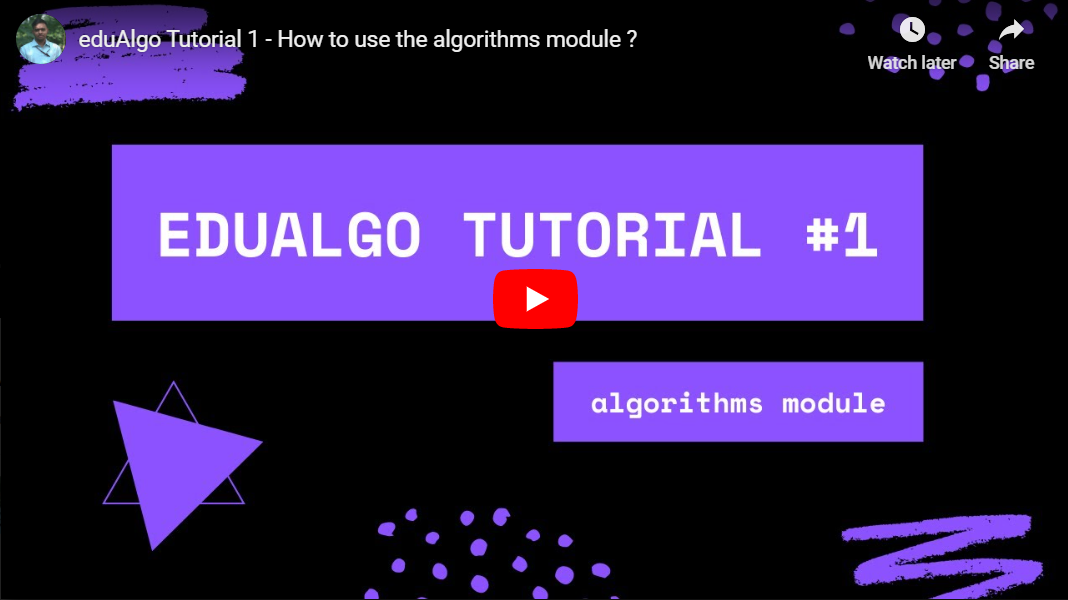 eduAlgo Tutorial 1 - How to use the algorithms module ?
Watch later
Share
EDUALGO TUTORIAL #1
algorithms module